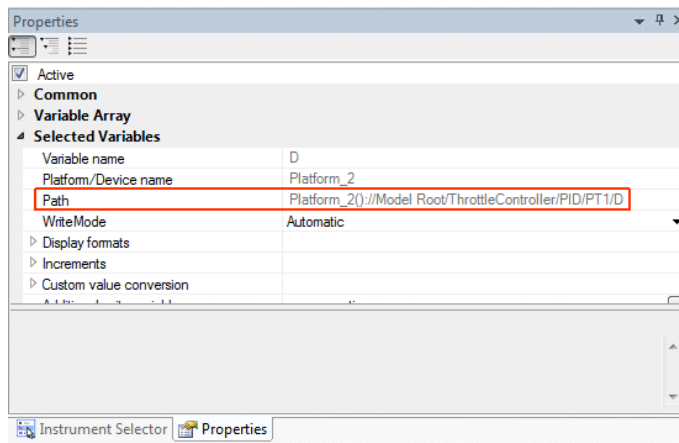 Properties
Active
Common
Variable Array
Selected Variables
Variable name D
Platform/Device name Platform_2
Path Platform_2()://Model Root/ThrottleController/PID/PT1/D
WriteMode Automatic
Display formats
Increments
Custom value conversion
Instrument Selector Properties